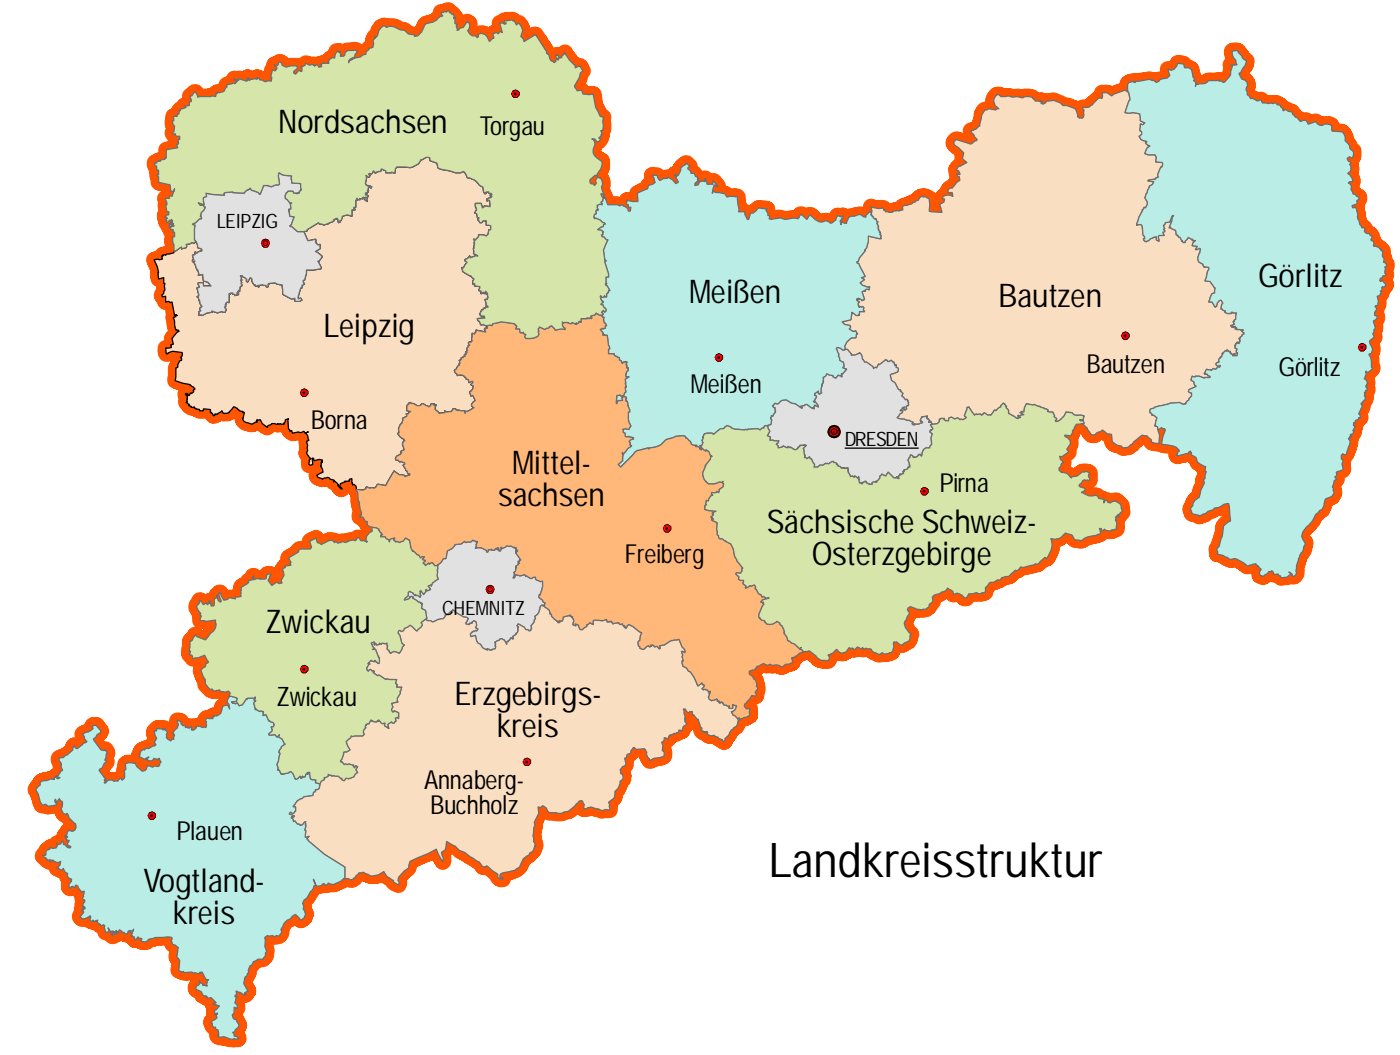 Nordsachsen
Torgau
LEIPZIG
Leipzig
Borna
Meißen
Meißen
Bautzen
Bautzen
Görlitz
Görlitz
DRESDEN
Mittel-
sachsen
Freiberg
Pirna
Sächsische Schweiz-
Osterzgebirge
CHEMNITZ
Zwickau
Zwickau
Erzgebirgs-
kreis
Annaberg-
Buchholz
Plauen
Vogtland-
kreis
Landkreisstruktur